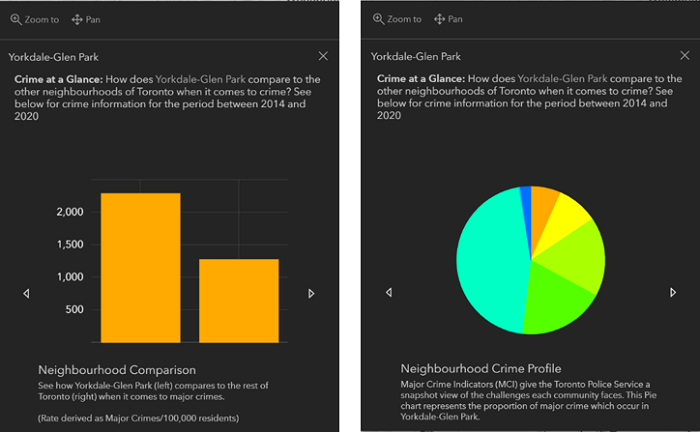 Zoom to Pan
Yorkdale-Glen Park
Crime at a Glance: How does Yorkdale-Glen Park compare to the
other neighbourhoods of Toronto when it comes to crime? See
below for crime information for the period between 2014 and
2020
2,000
1,500
1,000
500
Neighbourhood Comparison
See how Yorkdale-Glen Park (left) compares to the rest of
Toronto (right) when it comes to major crimes.
(Rate derived as Major Crimes/100,000 residents)
Zoom to Pan
Yorkdale-Glen Park
Crime at a Glance: How does Yorkdale-Glen Park compare to the
other neighbourhoods of Toronto when it comes to crime? See
below for crime information for the period between 2014 and
2020
Neighbourhood Crime Profile
Major Crime Indicators (MCI) give the Toronto Police Service a
snapshot view of the challenges each community faces. This Pie
chart represents the proportion of major crime which occur in
Yorkdale-Glen Park.